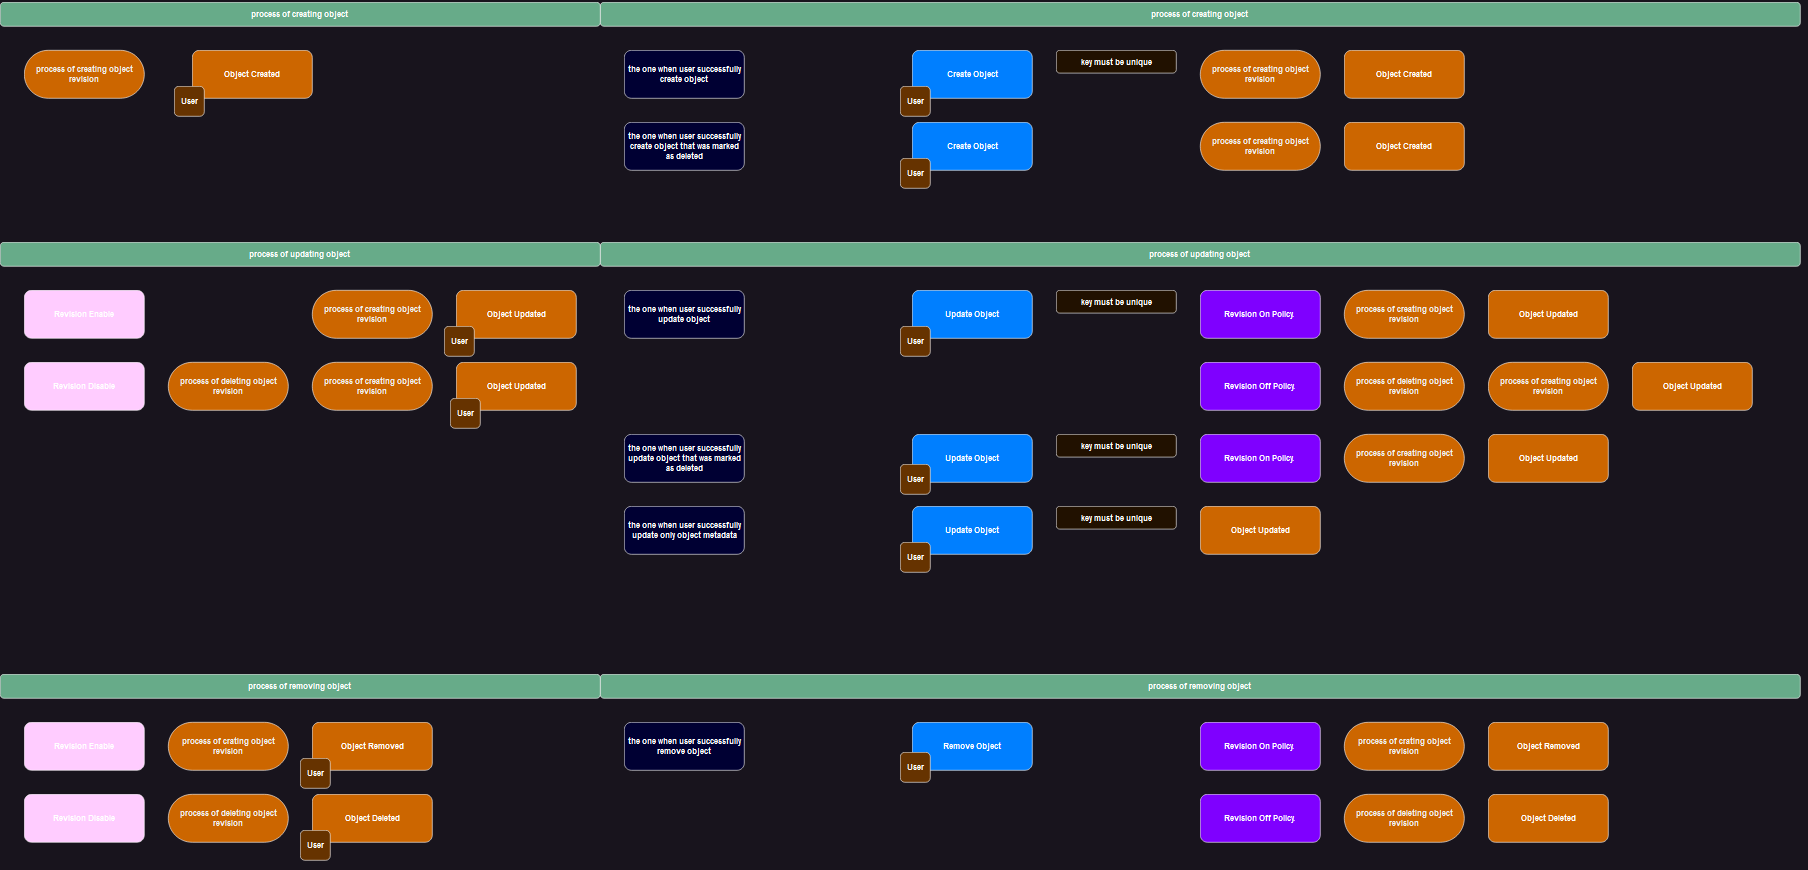 process of creating object
process of creating object
process of creating object
revision
Object Created
User
the one when user successfully
create object
Create Object
User
key must be unique
process of creating object
revision
Object Created
the one when user successfully
create object that was marked
as deleted
Create Object
User
process of creating object
revision
Object Created
process of updating object
process of updating object
Revision Enable
process of creating object
revision
Object Updated
User
the one when user successfully
update object
Update Object
User
key must be unique
Revision On Policy
process of creating object
revision
Object Updated
Revision Disable
process of deleting object
revision
process of creating object
revision
Object Updated
User
Revision Off Policy
process of deleting object
revision
process of creating object
revision
Object Updated
the one when user successfully
update object that was marked
as deleted
Update Object
User
key must be unique
Revision On Policy
process of creating object
revision
Object Updated
the one when user successfully
update only object metadata
Update Object
User
key must be unique
Object Updated
process of removing object
process of removing object
Revision Enable
process of crating object
revision
Object Removed
User
the one when user successfully
remove object
Remove Object
User
Revision On Policy
process of crating object
revision
Object Removed
Revision Disable
process of deleting object
revision
Object Deleted
User
Revision Off Policy
process of deleting object
revision
Object Deleted